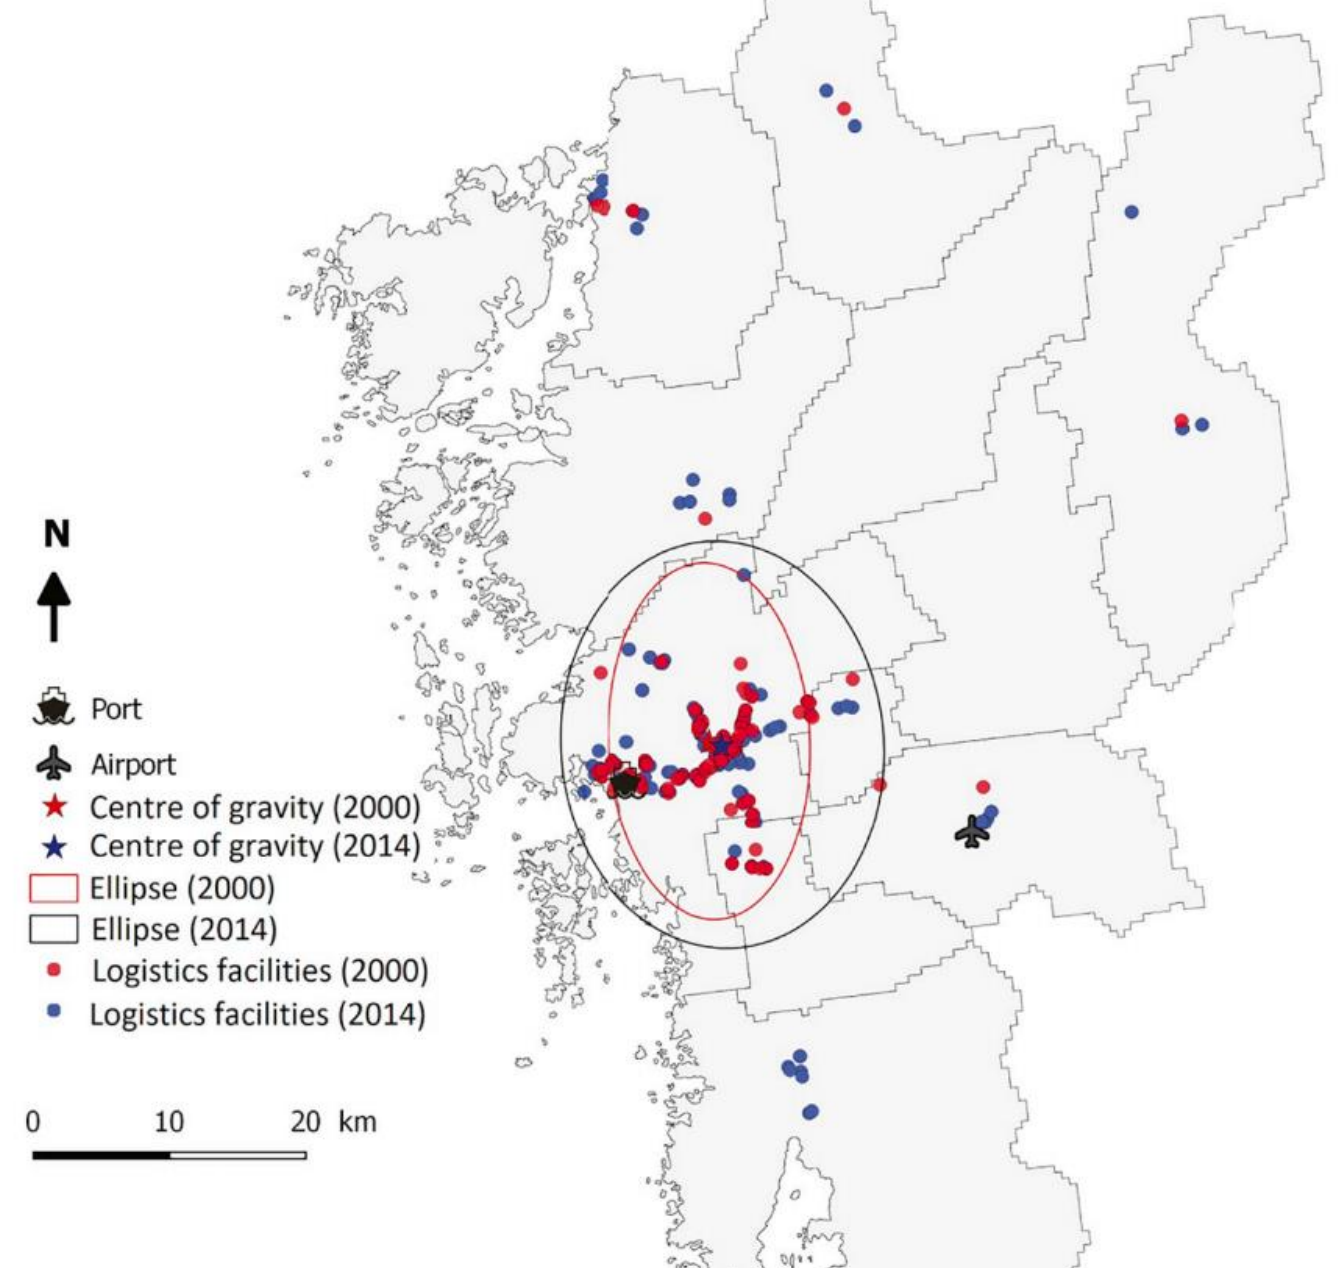 N
Port
Airport
Centre of gravity (2000)
Centre of gravity (2014)
Ellipse (2000)
Ellipse (2014)
Logistics facilities (2000)
Logistics facilities (2014)
0 10 20 km